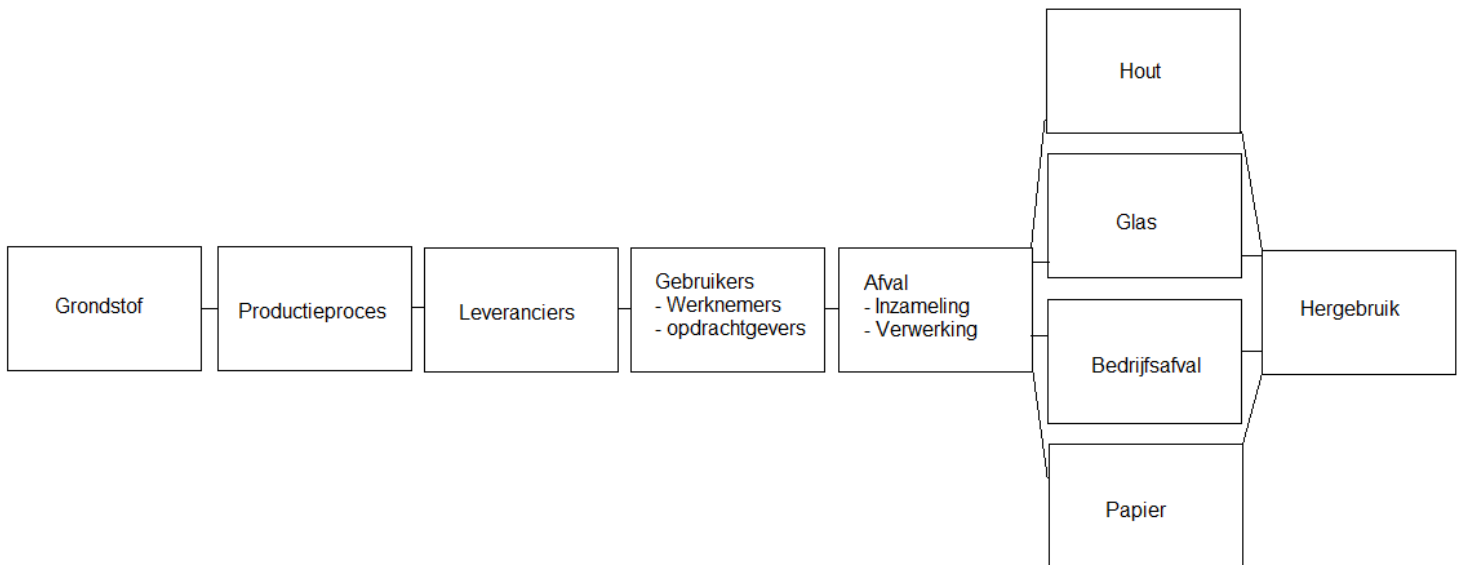 Grondstof
Productieproces
Leveranciers
Gebruikers
- Werknemers
- opdrachtgevers
Afval
- Inzameling
- Verwerking
Hout
Glas
Bedrijfsafval
Papier
Hergebruik